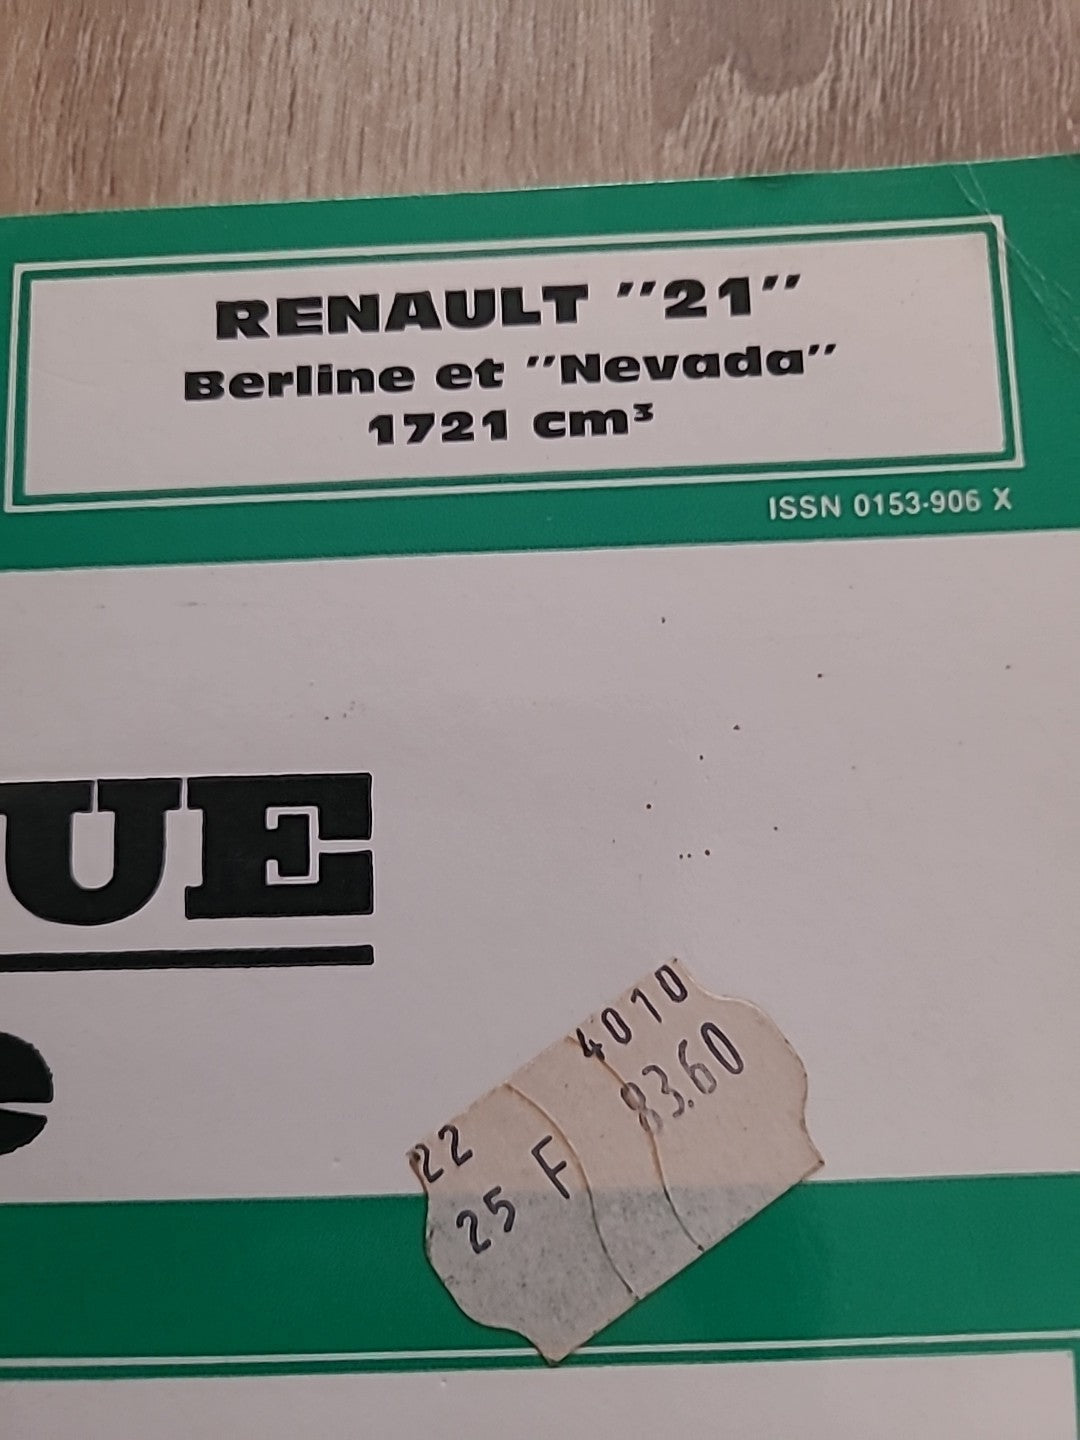 RENAULT "21"
Berline et "Nevada"
1721 cm³
ISSN 0153-906 X
UE
22 4010
25 F 83.60